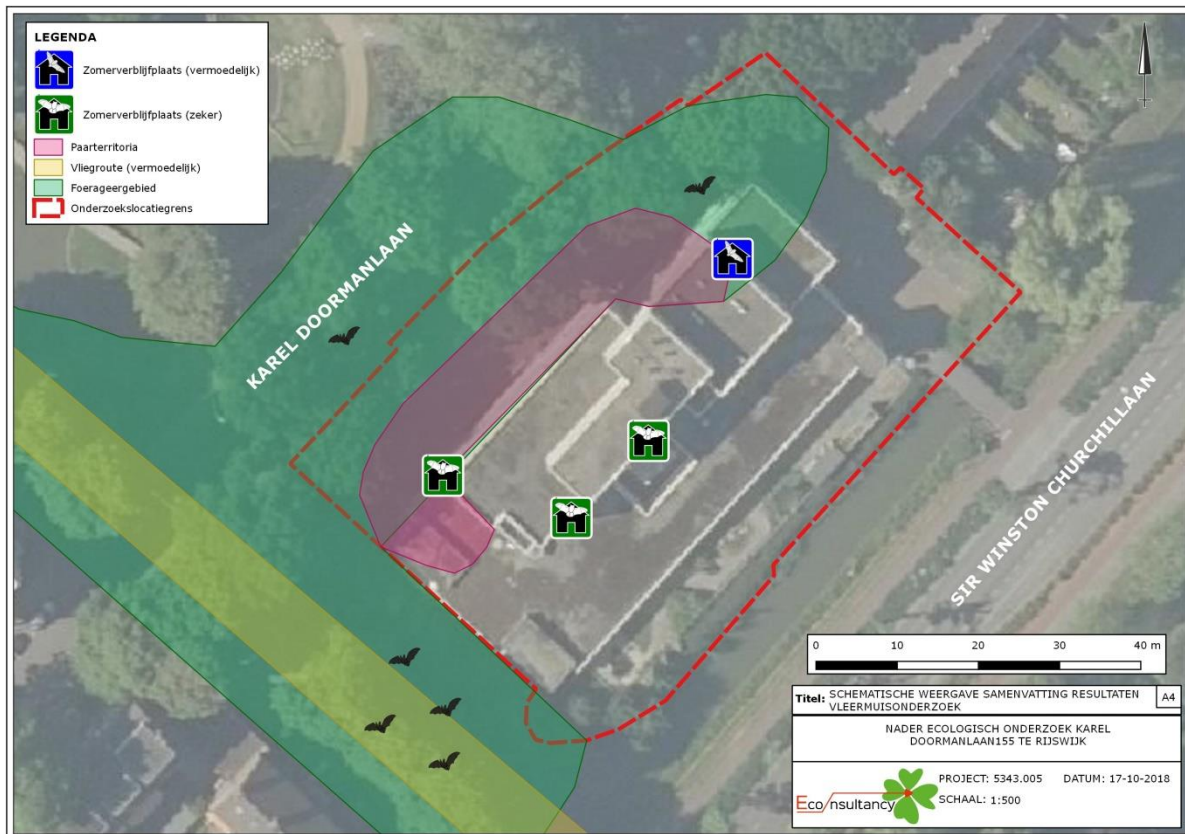 LEGENDA
Zomerverblijfplaats (vermoedelijk)
Zomerverblijfplaats (zeker)
Paarterritoria
Vliegroute (vermoedelijk)
Foerageergebied
Onderzoekslocatiegrens
KAREL DOORMANLAAN
SIR WINSTON CHURCHILLAAN
0 10 20 30 40 m
Titel: SCHEMATISCHE WEERGAVE SAMENVATTING RESULTATEN A4
VLEERMUISONDERZOEK
NADER ECOLOGISCH ONDERZOEK KAREL
DOORMANLAAN155 TE RIJSWIJK
PROJECT: 5343.005 DATUM: 17-10-2018
SCHAAL: 1:500
Econsultancy